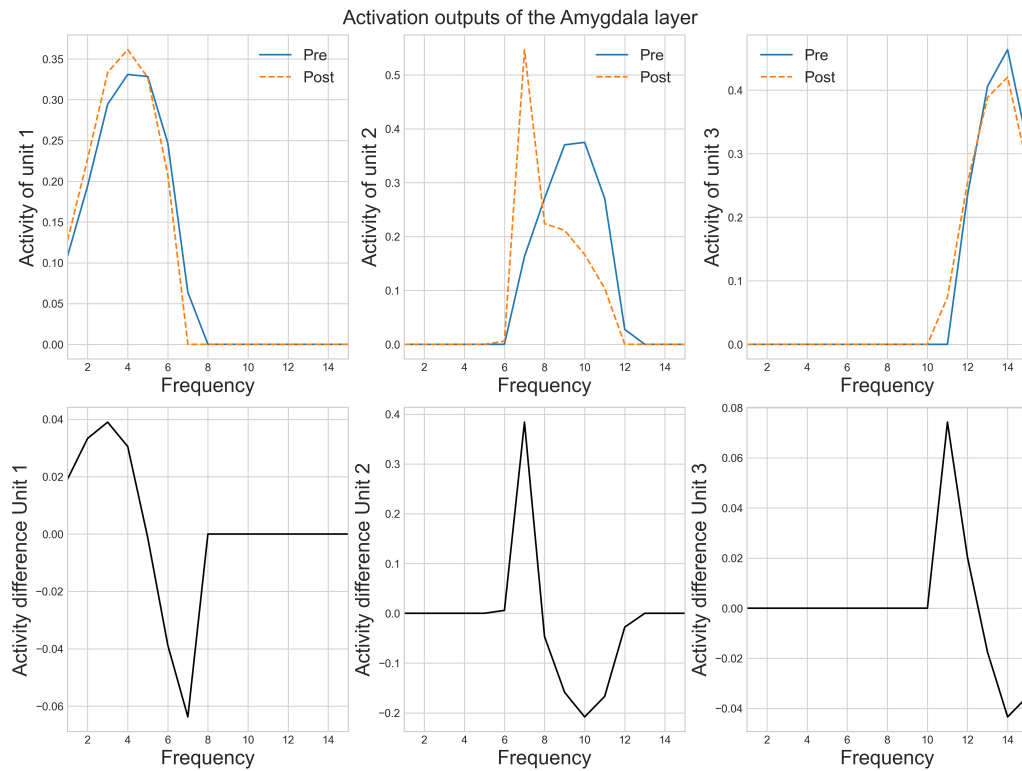 Activation outputs of the Amygdala layer
Activity of unit 1
0.35
0.30
0.25
0.20
0.15
0.10
0.05
0.00
Pre
Post
2 4 6 8 10 12 14
Frequency
Activity of unit 2
0.5
0.4
0.3
0.2
0.1
0.0
Pre
Post
2 4 6 8 10 12 14
Frequency
Activity of unit 3
0.4
0.3
0.2
0.1
0.0
Pre
Post
2 4 6 8 10 12 14
Frequency
Activity difference Unit 1
0.04
0.02
0.00
−0.02
−0.04
−0.06
2 4 6 8 10 12 14
Frequency
Activity difference Unit 2
0.4
0.3
0.2
0.1
0.0
−0.1
−0.2
2 4 6 8 10 12 14
Frequency
Activity difference Unit 3
0.08
0.06
0.04
0.02
0.00
−0.02
−0.04
2 4 6 8 10 12 14
Frequency